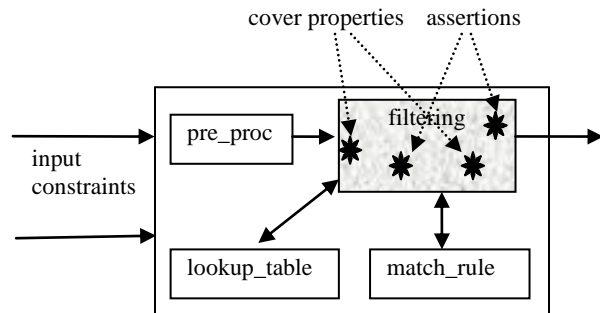 cover properties assertions
filtering
pre_proc
input
constraints
lookup_table match_rule